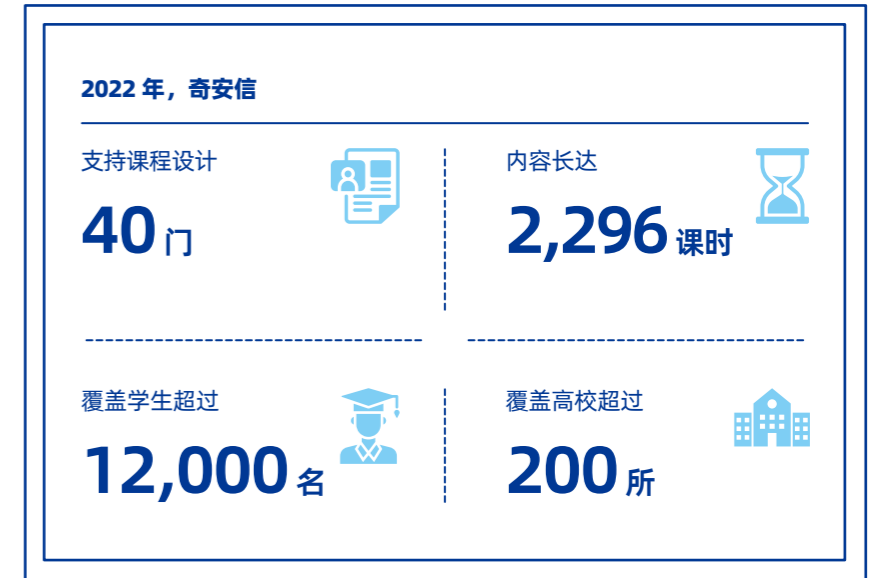 2022 年，奇安信
支持课程设计
40 门
内容长达
2,296 课时
覆盖学生超过
12,000 名
覆盖高校超过
200 所